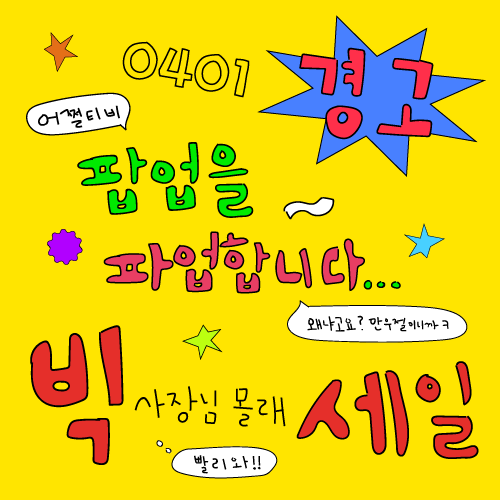 0401
경고
어쩔티비
팝업을
파업합니다...
왜냐고요? 만우절이니까 ㅋ
빅 사장님 몰래 세일
빨리와!!